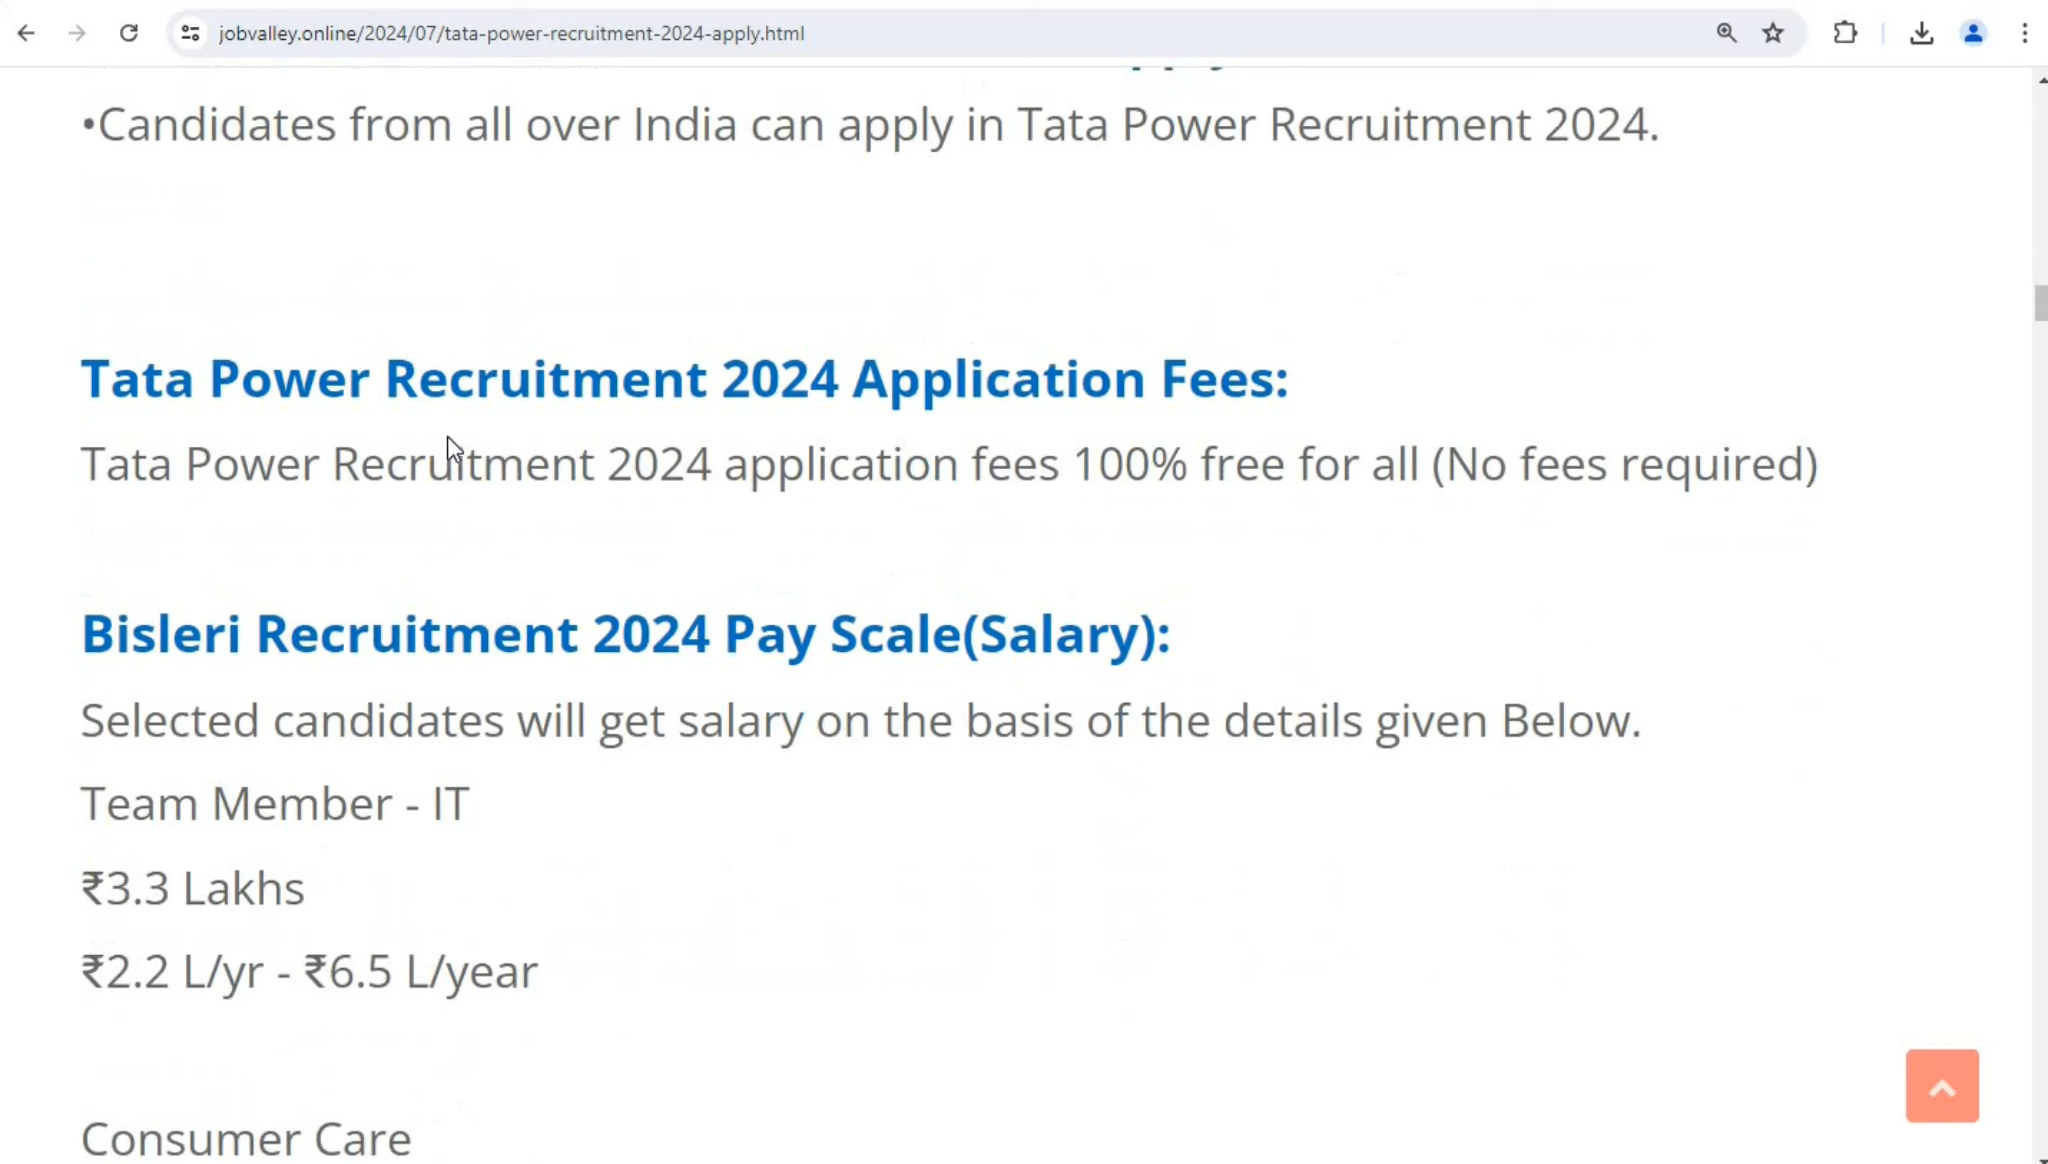 jobvalley.online/2024/07/tata-power-recruitment-2024-apply.html
•Candidates from all over India can apply in Tata Power Recruitment 2024.
Tata Power Recruitment 2024 Application Fees:
Tata Power Recruitment 2024 application fees 100% free for all (No fees required)
Bisleri Recruitment 2024 Pay Scale(Salary):
Selected candidates will get salary on the basis of the details given Below.
Team Member - IT
₹3.3 Lakhs
₹2.2 L/yr - ₹6.5 L/year
Consumer Care